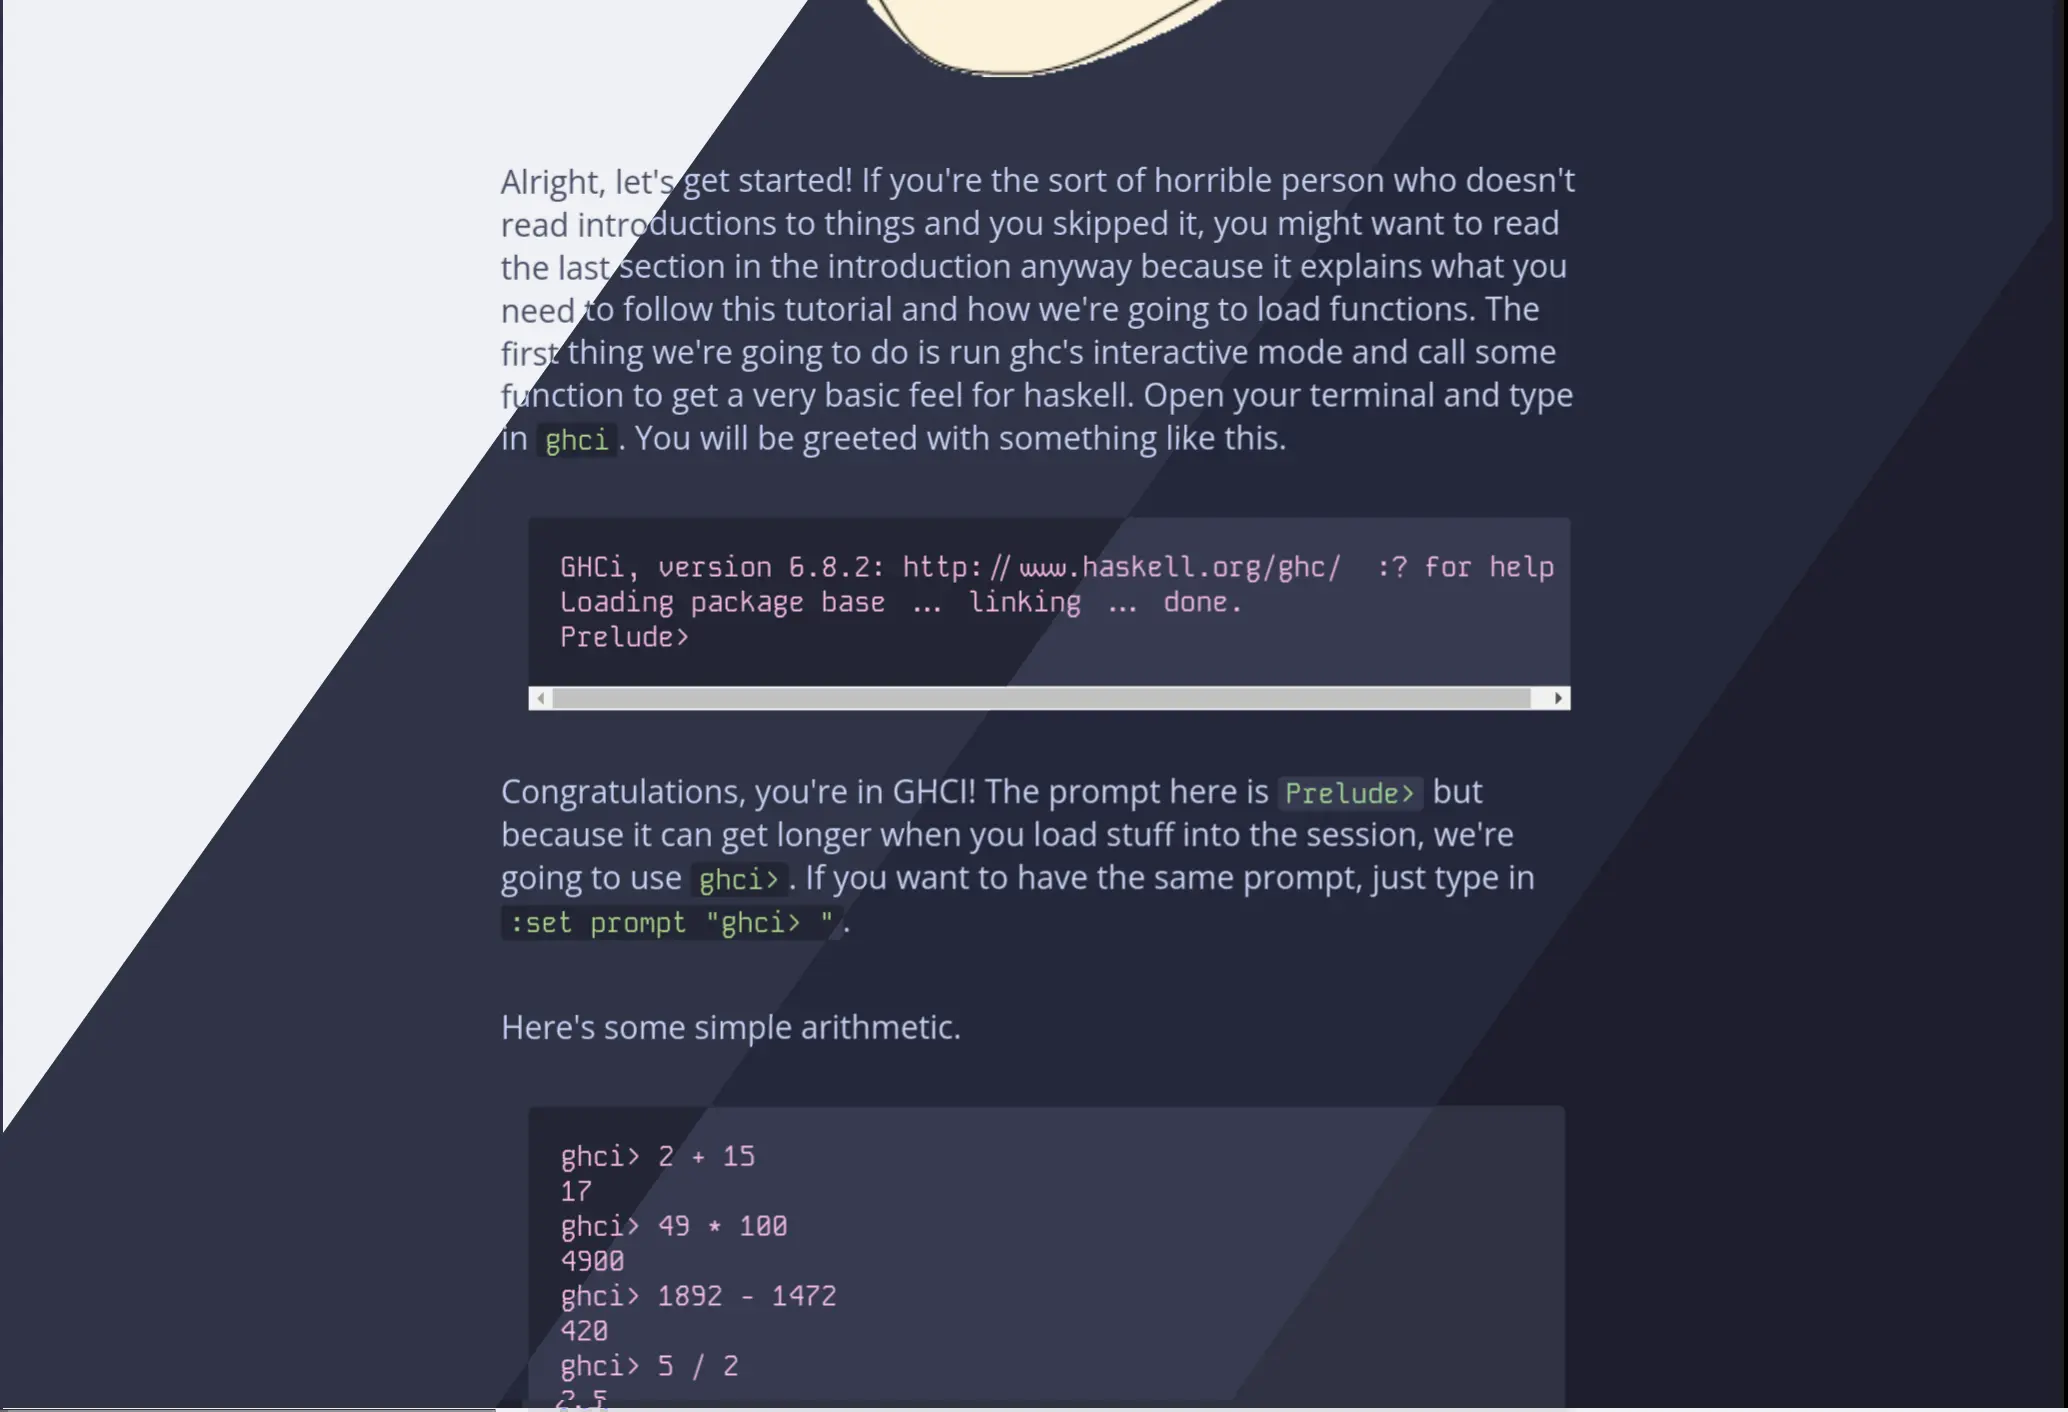 Alright, let's get started! If you're the sort of horrible person who doesn't
read introductions to things and you skipped it, you might want to read
the last section in the introduction anyway because it explains what you
need to follow this tutorial and how we're going to load functions. The
first thing we're going to do is run ghc's interactive mode and call some
function to get a very basic feel for haskell. Open your terminal and type
in ghci. You will be greeted with something like this.
GHCi, version 6.8.2: http://www.haskell.org/ghc/  :? for help
Loading package base ... linking ... done.
Prelude>
Congratulations, you're in GHCI! The prompt here is Prelude> but
because it can get longer when you load stuff into the session, we're
going to use ghci>. If you want to have the same prompt, just type in
:set prompt "ghci> ".
Here's some simple arithmetic.
ghci> 2 + 15
17
ghci> 49 * 100
4900
ghci> 1892 - 1472
420
ghci> 5 / 2
2.5